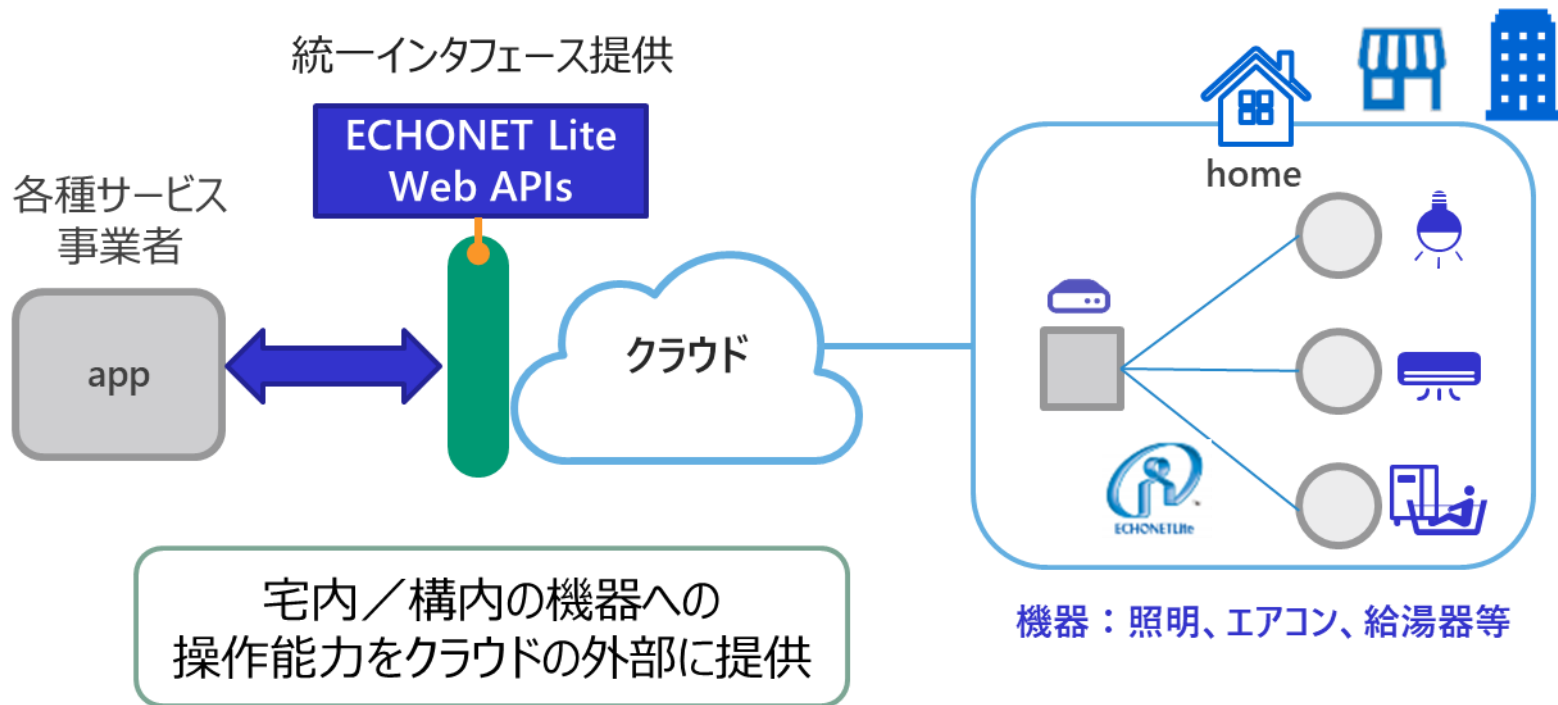 統一インタフェース提供
ECHONET Lite
Web APIs
各種サービス
事業者
app
クラウド
home
ECHONETLite
機器：照明、エアコン、給湯器等
宅内／構内の機器への
操作能力をクラウドの外部に提供